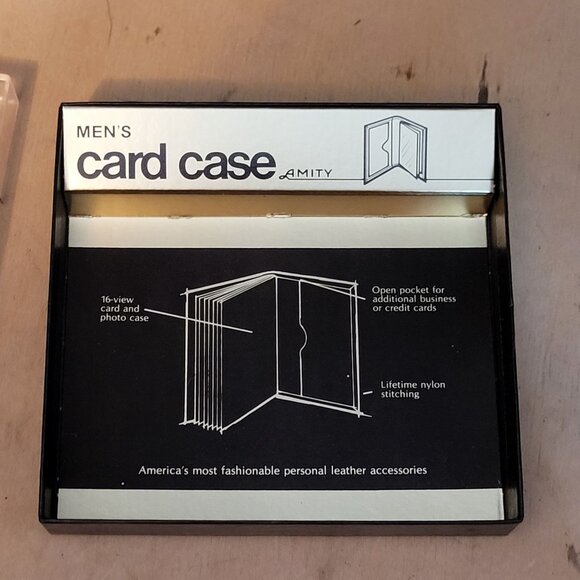 MEN'S
card case AMITY
16-view
card and
photo case
Open pocket for
additional business
or credit cards
Lifetime nylon
stitching
America's most fashionable personal leather accessories